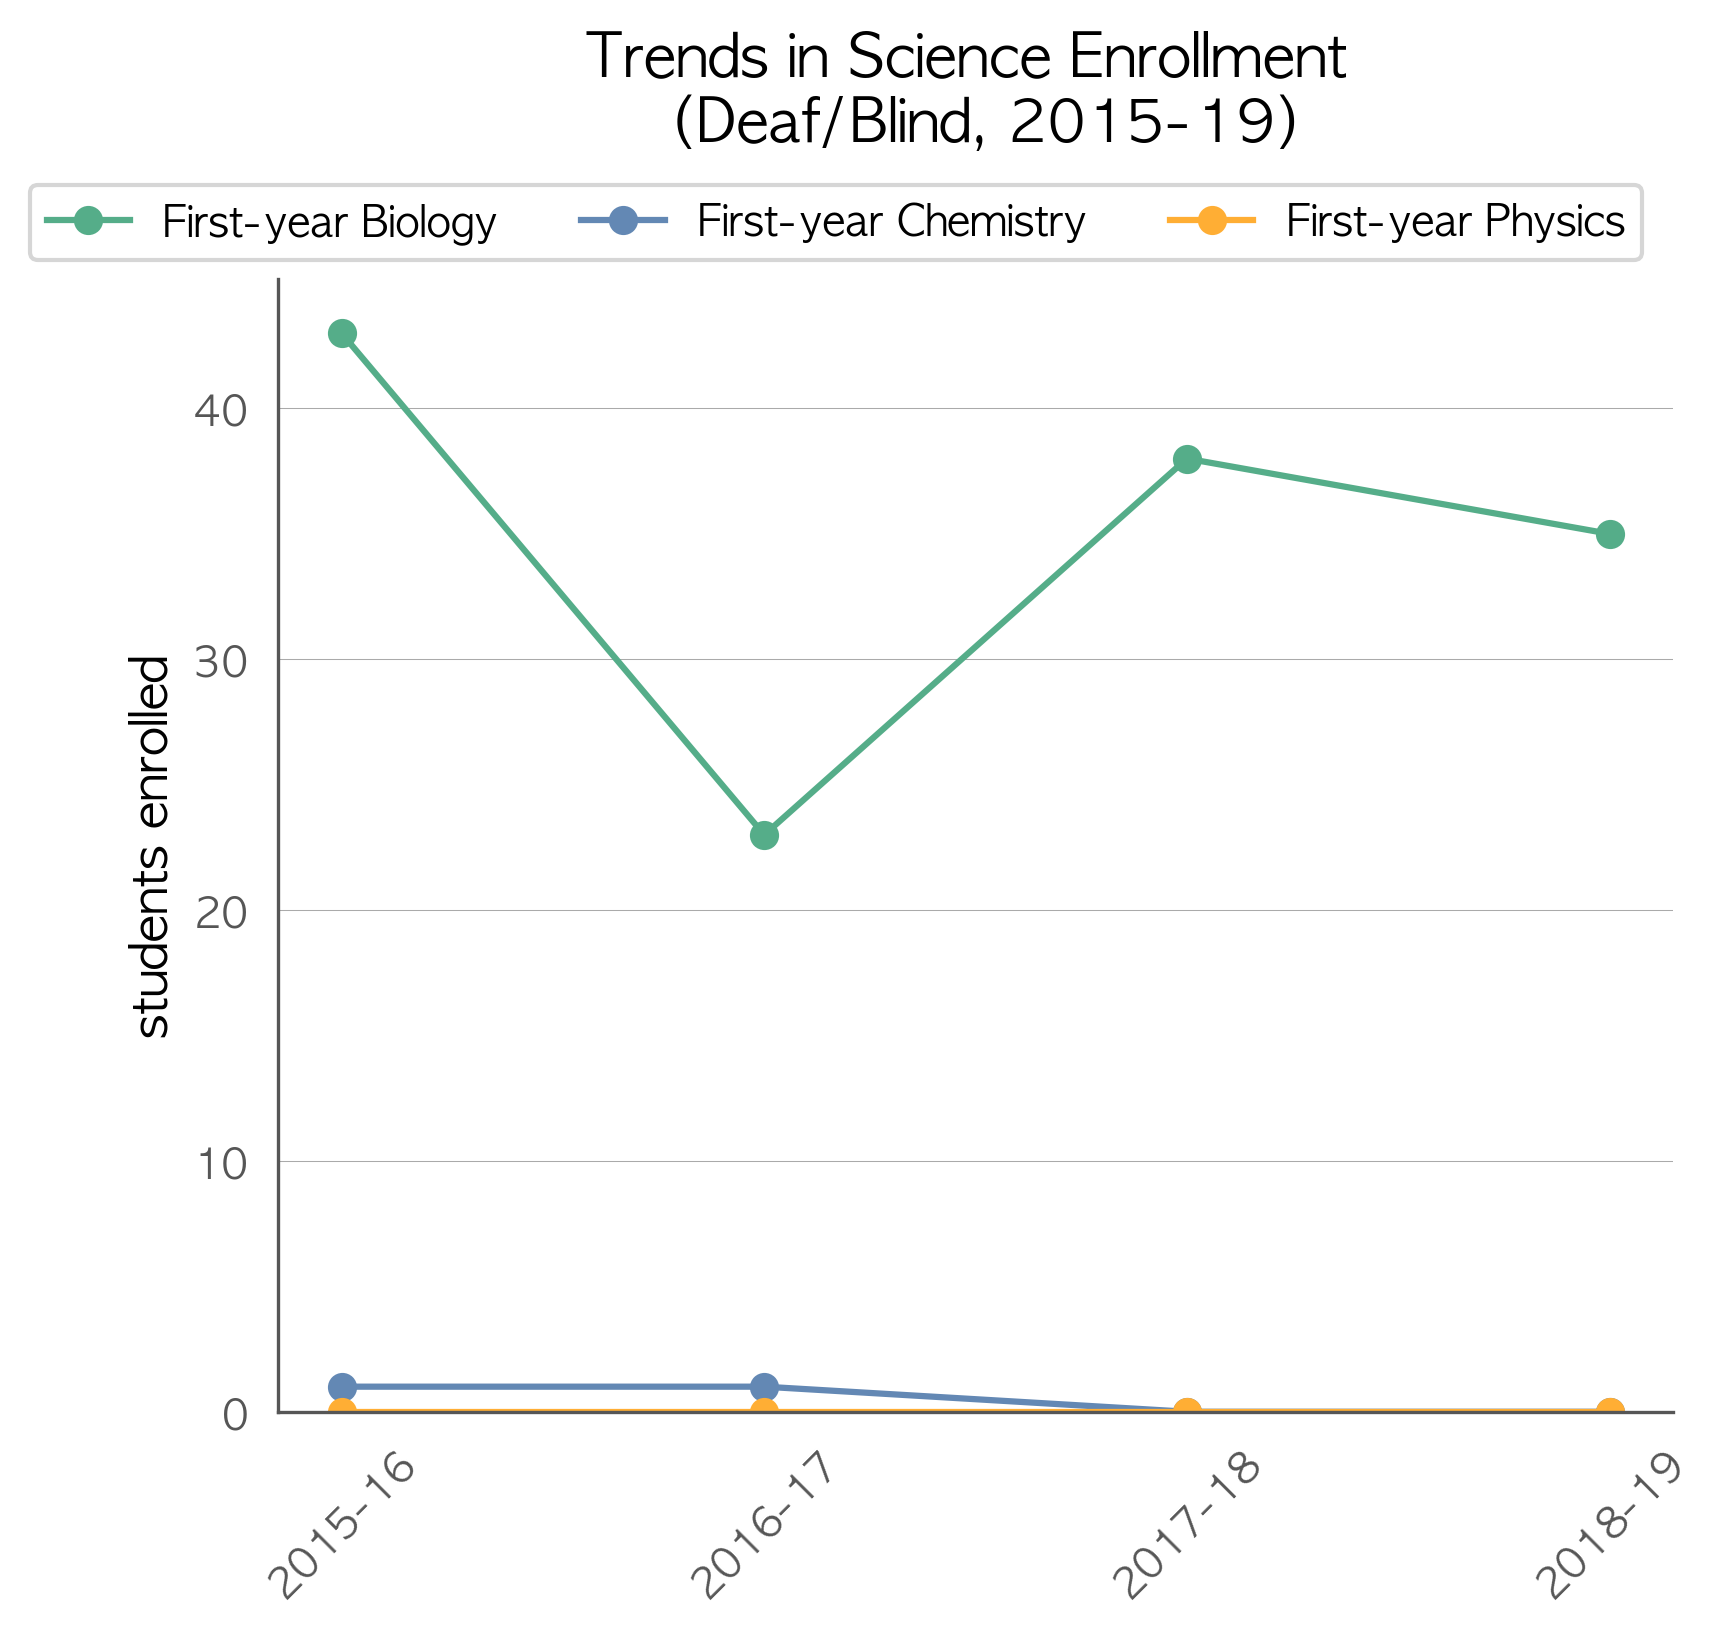 Trends in Science Enrollment
(Deaf/Blind, 2015-19)
First-year Biology First-year Chemistry First-year Physics
students enrolled
40
30
20
10
0
2015-16 2016-17 2017-18 2018-19